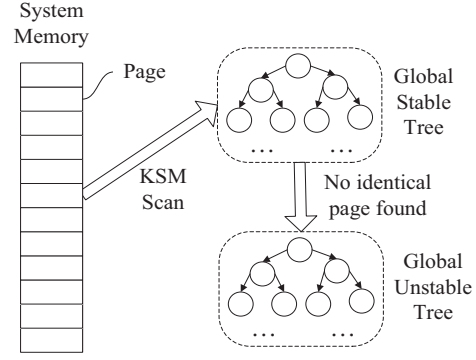 System
Memory
Page
KSM
Scan
Global
Stable
Tree
... ...
No identical
page found
Global
Unstable
Tree
... ...